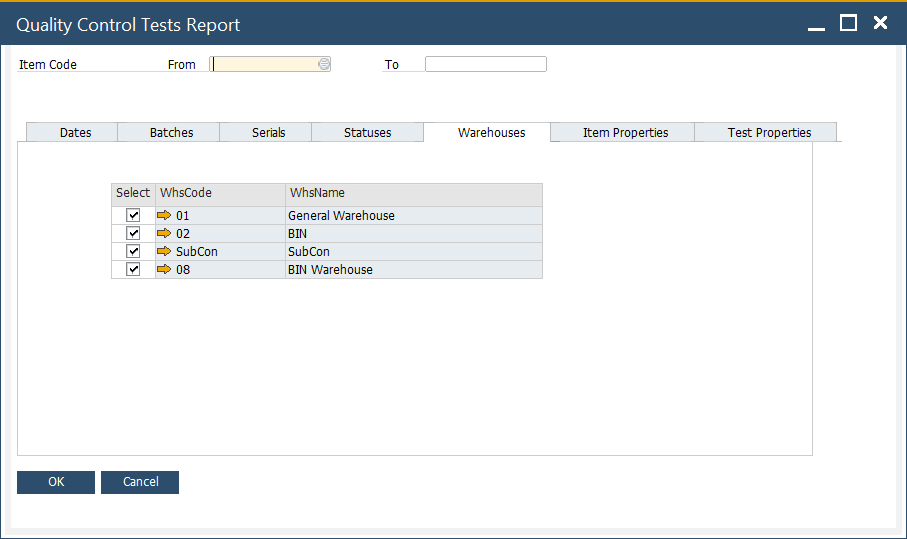 Quality Control Tests Report
Item Code From To
Dates Batches Serials Statuses Warehouses Item Properties Test Properties
Select WhsCode WhsName
01 General Warehouse
02 BIN
SubCon SubCon
08 BIN Warehouse
OK Cancel